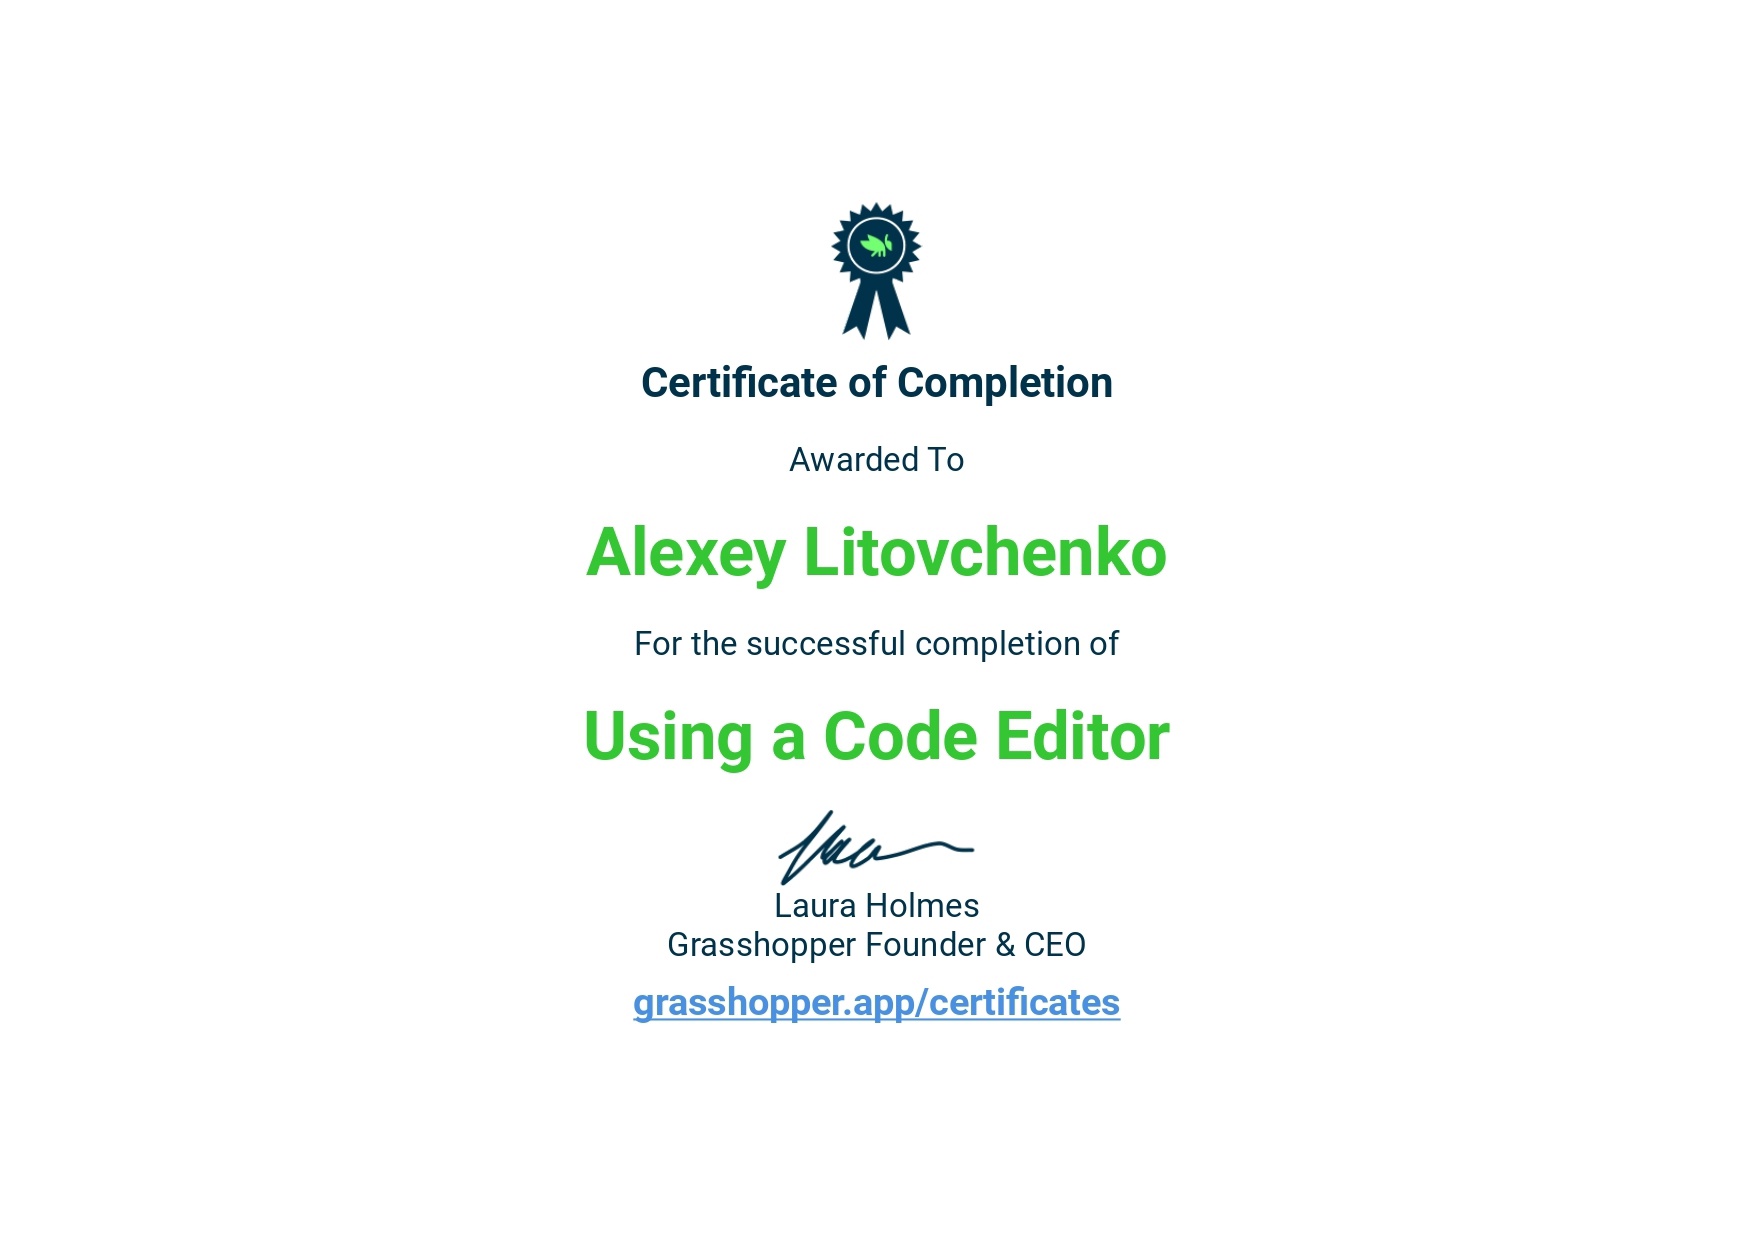 Certificate of Completion
Awarded To
Alexey Litovchenko
For the successful completion of
Using a Code Editor
Laura Holmes
Grasshopper Founder & CEO
grasshopper.app/certificates